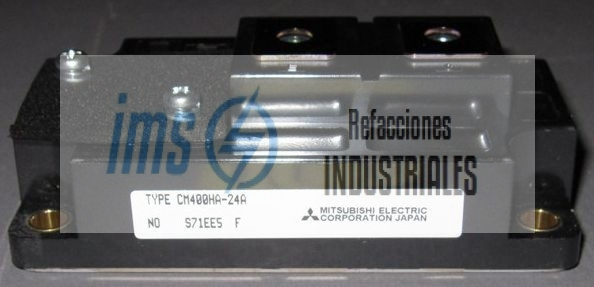 ims
Refacciones
INDUSTRIALES
TYPE CM400HA-24A
NO S71EE5 F
MITSUBISHI ELECTRIC
CORPORATION JAPAN